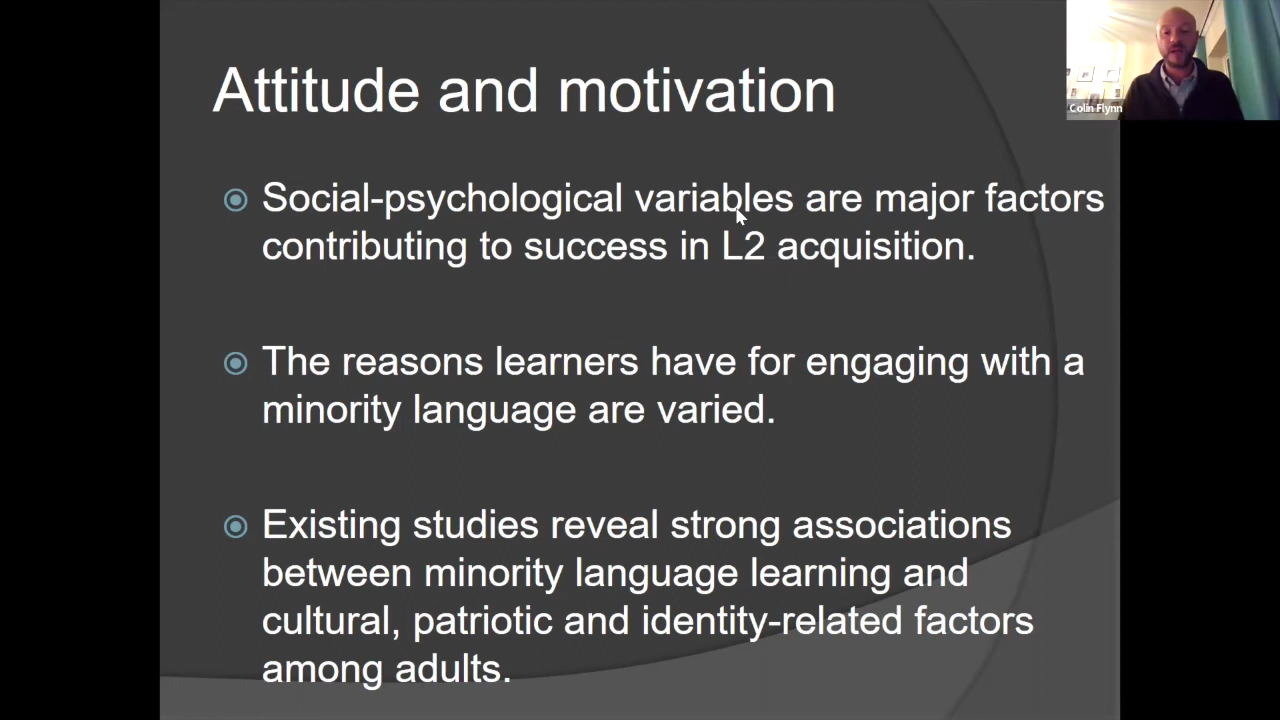 Attitude and motivation
Colin Flynn
Social-psychological variables are major factors
contributing to success in L2 acquisition.
The reasons learners have for engaging with a
minority language are varied.
Existing studies reveal strong associations
between minority language learning and
cultural, patriotic and identity-related factors
among adults.